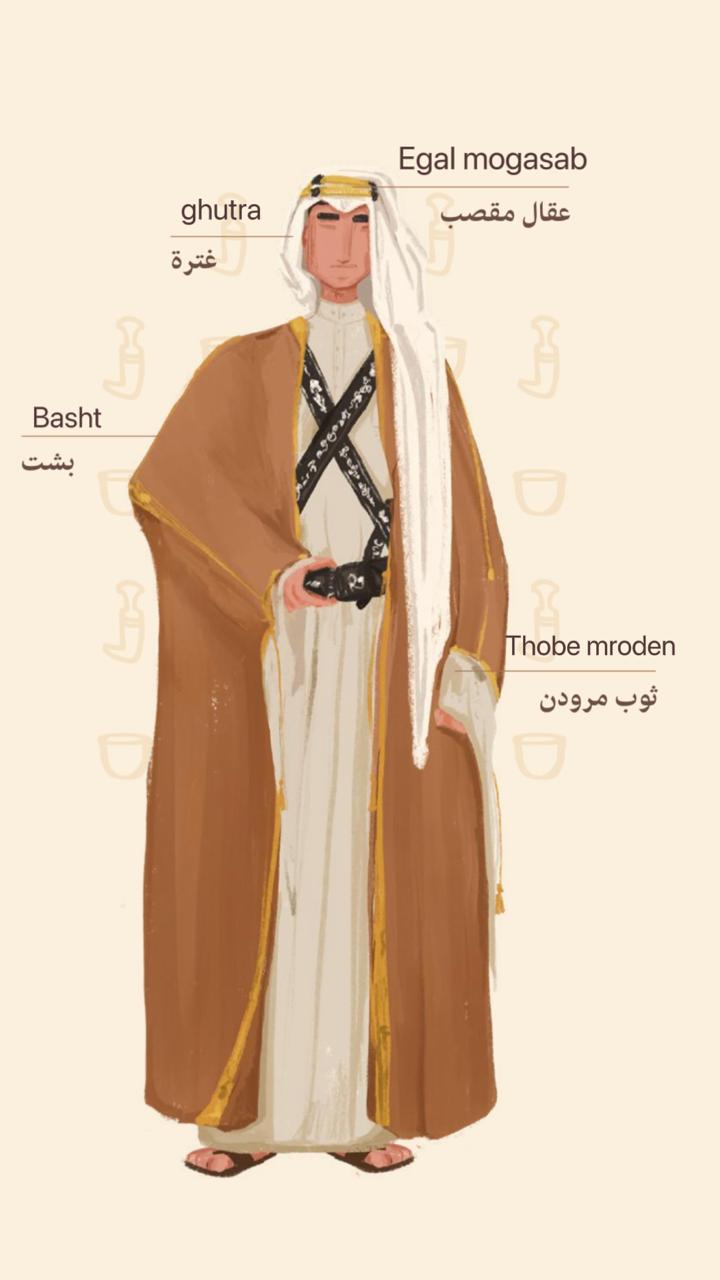 Egal mogasab
عقال مقصب
ghutra
غترة
Basht
بشت
Thobe mroden
ثوب مرودن